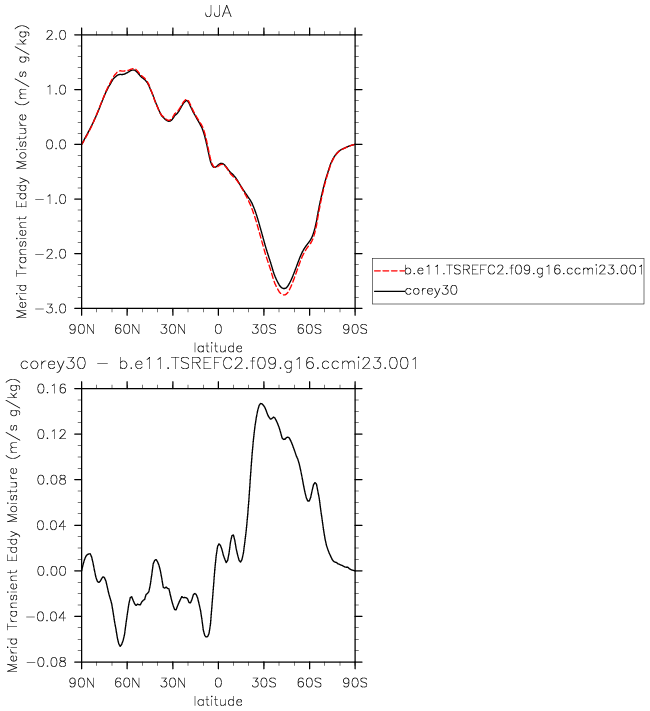 JJA
Merid Transient Eddy Moisture (m/s g/kg)
2.0
1.0
0.0
−1.0
−2.0
−3.0
90N 60N 30N 0 30S 60S 90S
latitude
b.e11.TSREFC2.f09.g16.ccmi23.001
corey30
corey30 − b.e11.TSREFC2.f09.g16.ccmi23.001
Merid Transient Eddy Moisture (m/s g/kg)
0.16
0.12
0.08
0.04
0.00
−0.04
−0.08
90N 60N 30N 0 30S 60S 90S
latitude